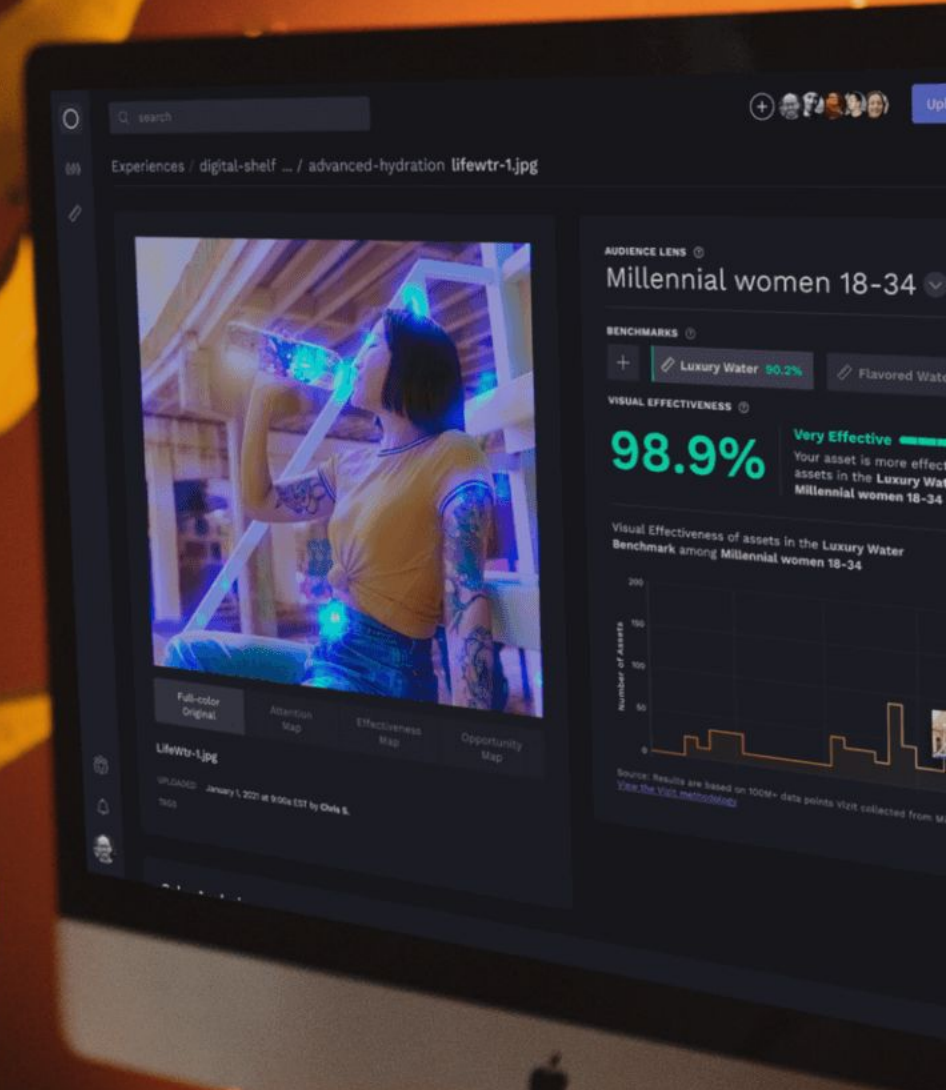 search
Upl
Experiences / digital-shelf ... / advanced-hydration lifewtr-1.jpg
AUDIENCE LENS
Millennial women 18-34
BENCHMARKS
+ Luxury Water 90.2%
Flavored Wate
VISUAL EFFECTIVENESS
98.9%
Very Effective
Your asset is more effect
assets in the Luxury Wat
Millennial women 18-34
Visual Effectiveness of assets in the Luxury Water
Benchmark among Millennial women 18-34
Number of Assets
200
150
100
50
0
Source: Results are based on 100M+ data points Vizit collected from Mi
View the Vizit methodology
Full-color
Original
Attention
Map
Effectiveness
Map
Opportunity
Map
LifeWtr-1.jpg
UPLOADED January 1, 2021 at 9:00a EST by Chris S.
TAGS